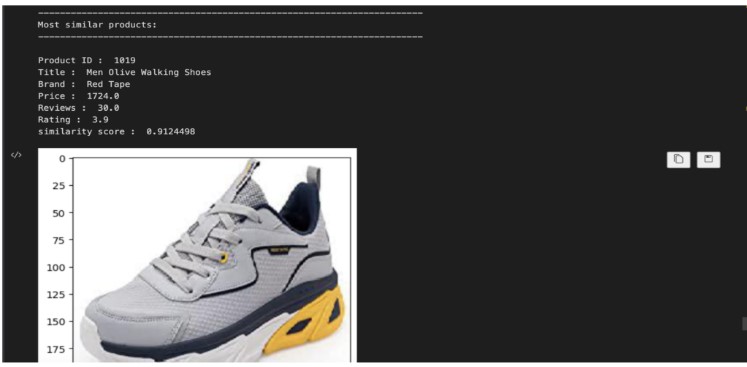 --------------------------------------------------------------------------
Most similar products:
--------------------------------------------------------------------------
Product ID :  1019
Title :  Men Olive Walking Shoes
Brand :  Red Tape
Price :  1724.0
Reviews :  30.0
Rating :  3.9
similarity score :  0.9124498
</>
0
25
50
75
100
125
150
175